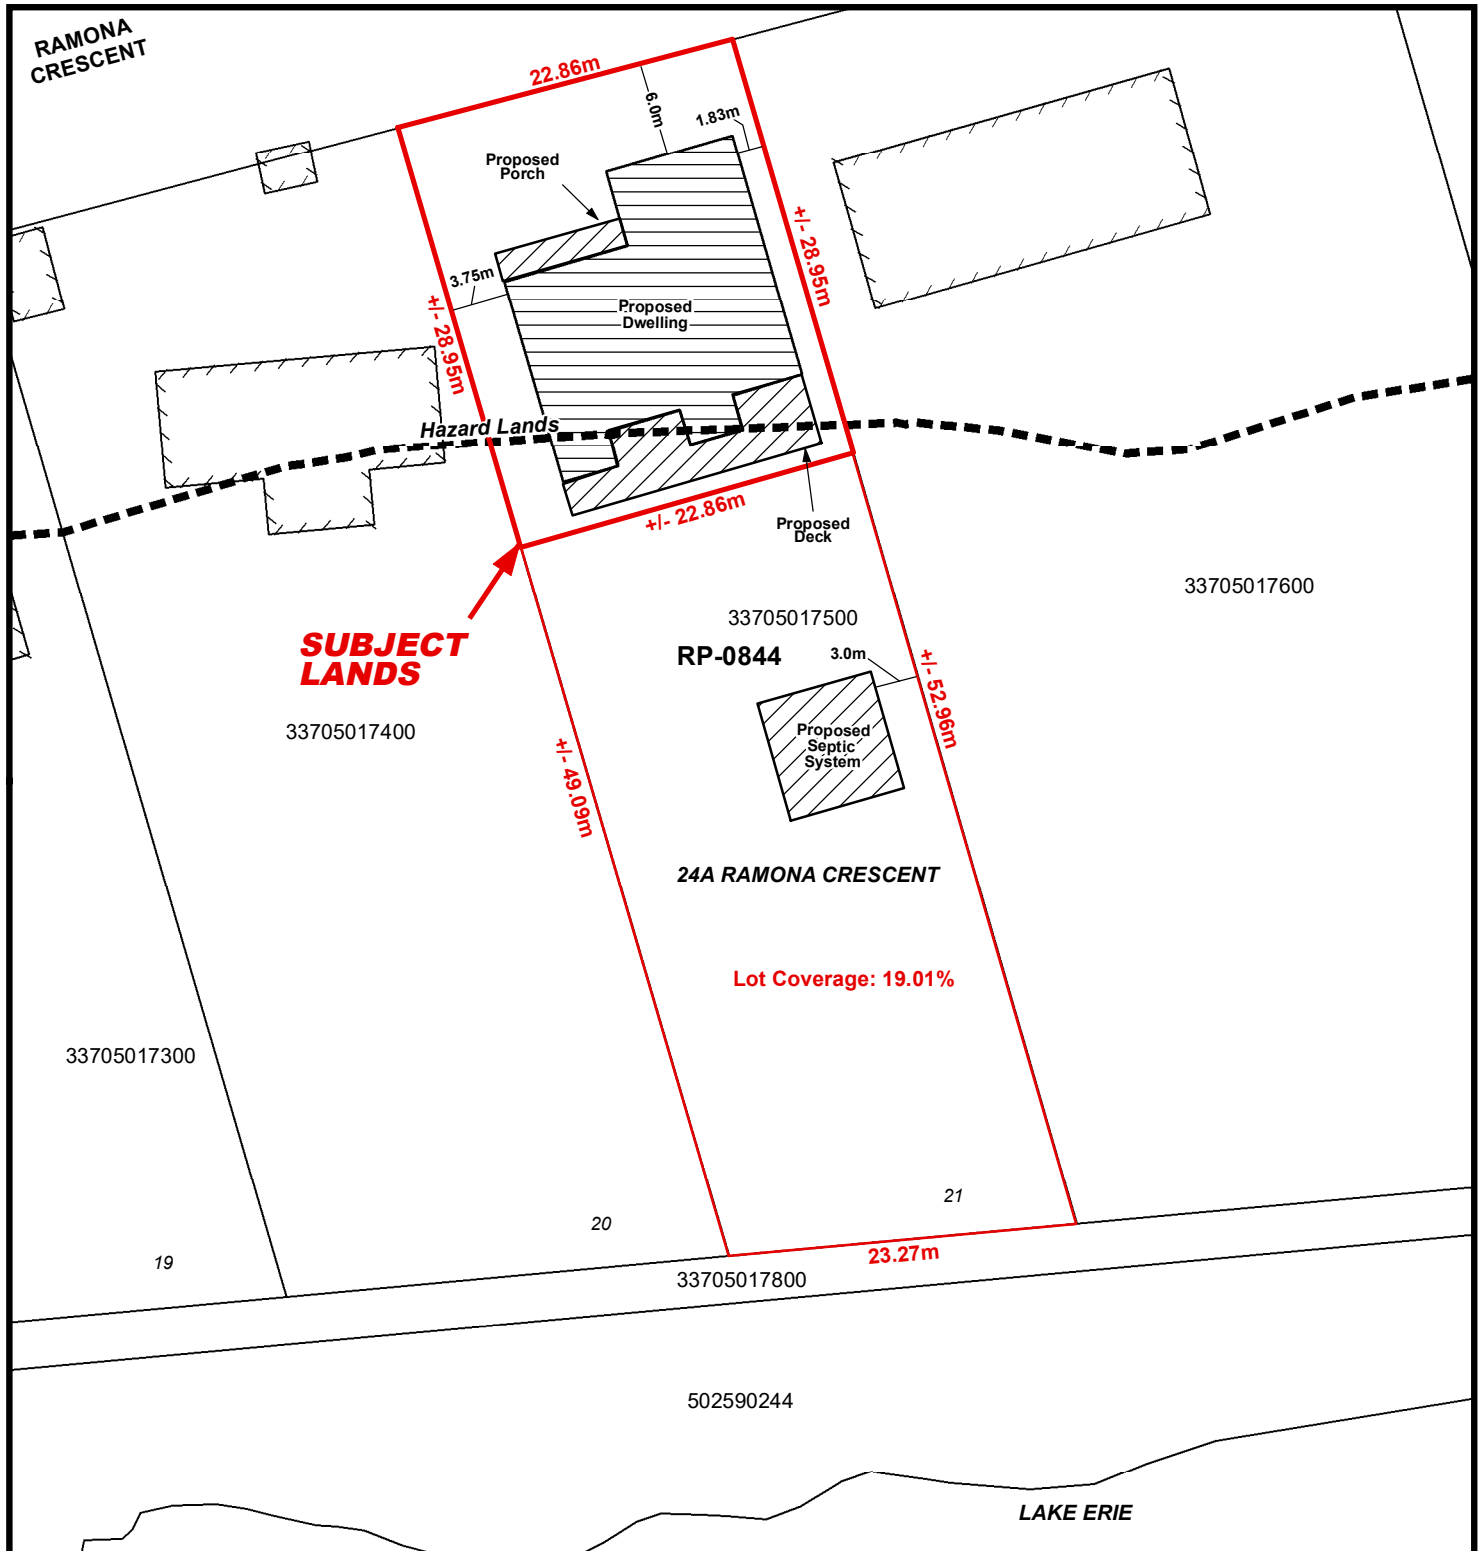 RAMONA
CRESCENT
22.86m
6.0m
1.83m
Proposed
Porch
+/- 28.95m
3.75m
+/- 28.95m
Proposed
Dwelling
Hazard Lands
+/- 22.86m
Proposed
Deck
33705017600
33705017500
SUBJECT
LANDS
RP-0844
3.0m
+/- 52.96m
33705017400
Proposed
Septic
System
+/- 49.09m
24A RAMONA CRESCENT
Lot Coverage: 19.01%
33705017300
21
20
19
23.27m
33705017800
502590244
LAKE ERIE